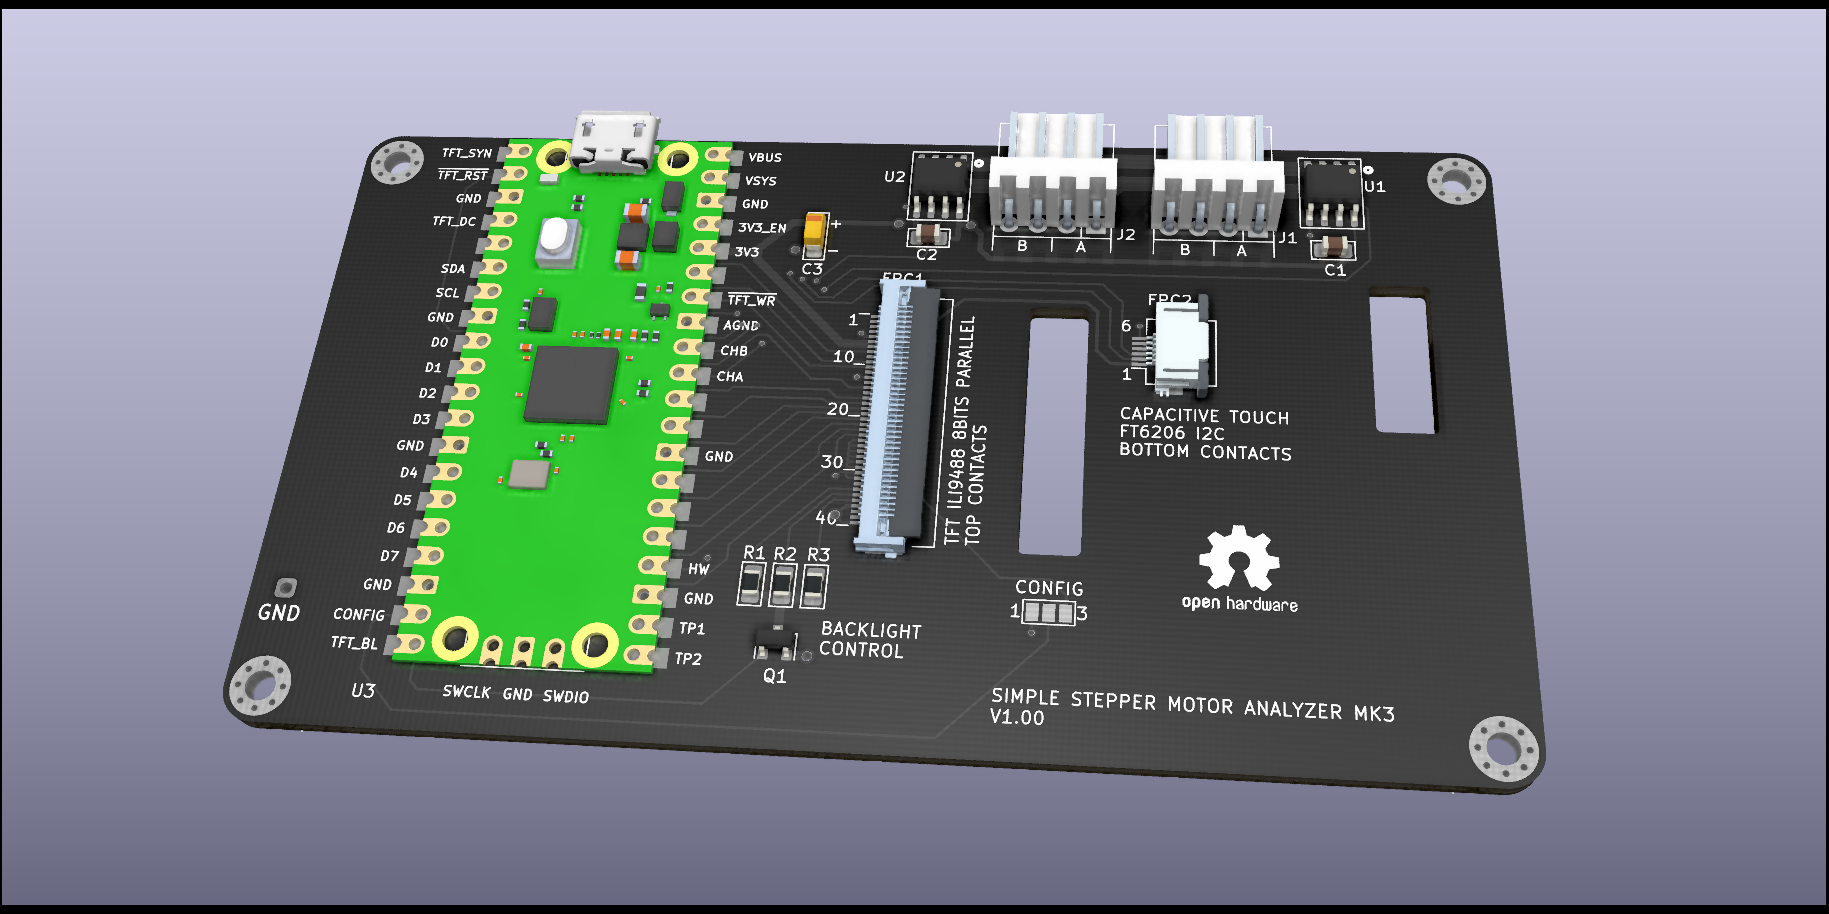 TFT_SYN
TFT_RST
GND
TFT_DC
SDA
SCL
GND
D0
D1
D2
D3
GND
D4
D5
D6
D7
GND
CONFIG
TFT_BL
GND
U3
SWCLK GND SWDIO
VBUS
VSYS
GND
3V3_EN
3V3
TFT_WR
AGND
CHB
CHA
GND
HW
GND
TP1
TP2
+
-
C3
U2
C2
B A
J2
B A
J1
U1
C1
FPC1
1
10
20
30
40
TFT ILI9488 8BITS PARALLEL
TOP CONTACTS
FPC2
6
1
CAPACITIVE TOUCH
FT6206 I2C
BOTTOM CONTACTS
R1 R2 R3
BACKLIGHT
CONTROL
Q1
CONFIG
1 3
open hardware
SIMPLE STEPPER MOTOR ANALYZER MK3
V1.00